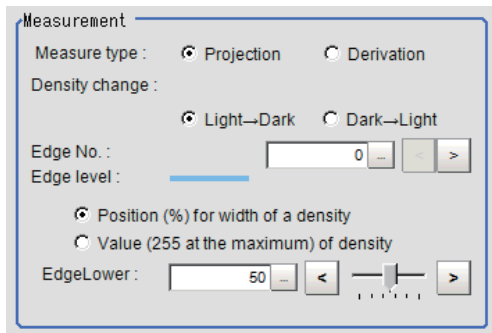 Measurement
Measure type : Projection Derivation
Density change :
Light→Dark Dark→Light
Edge No. : 0 ... < >
Edge level :
Position (%) for width of a density
Value (255 at the maximum) of density
EdgeLower : 50 ... < >